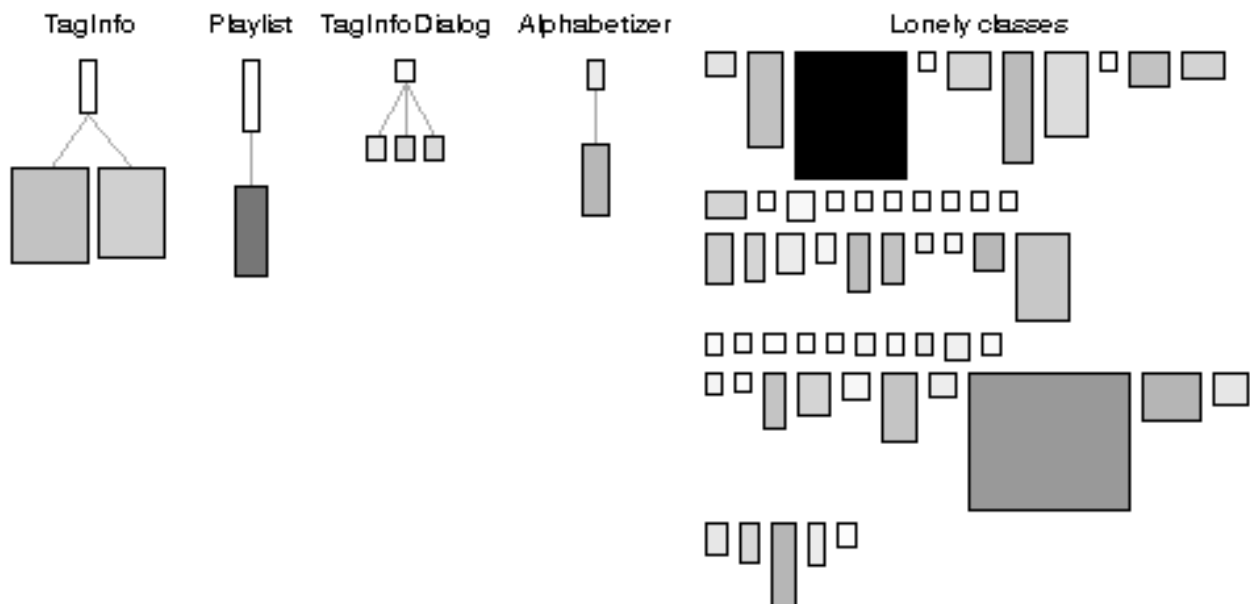 TagInfo
Playlist
TagInfoDialog
Alphabetizer
Lonely classes